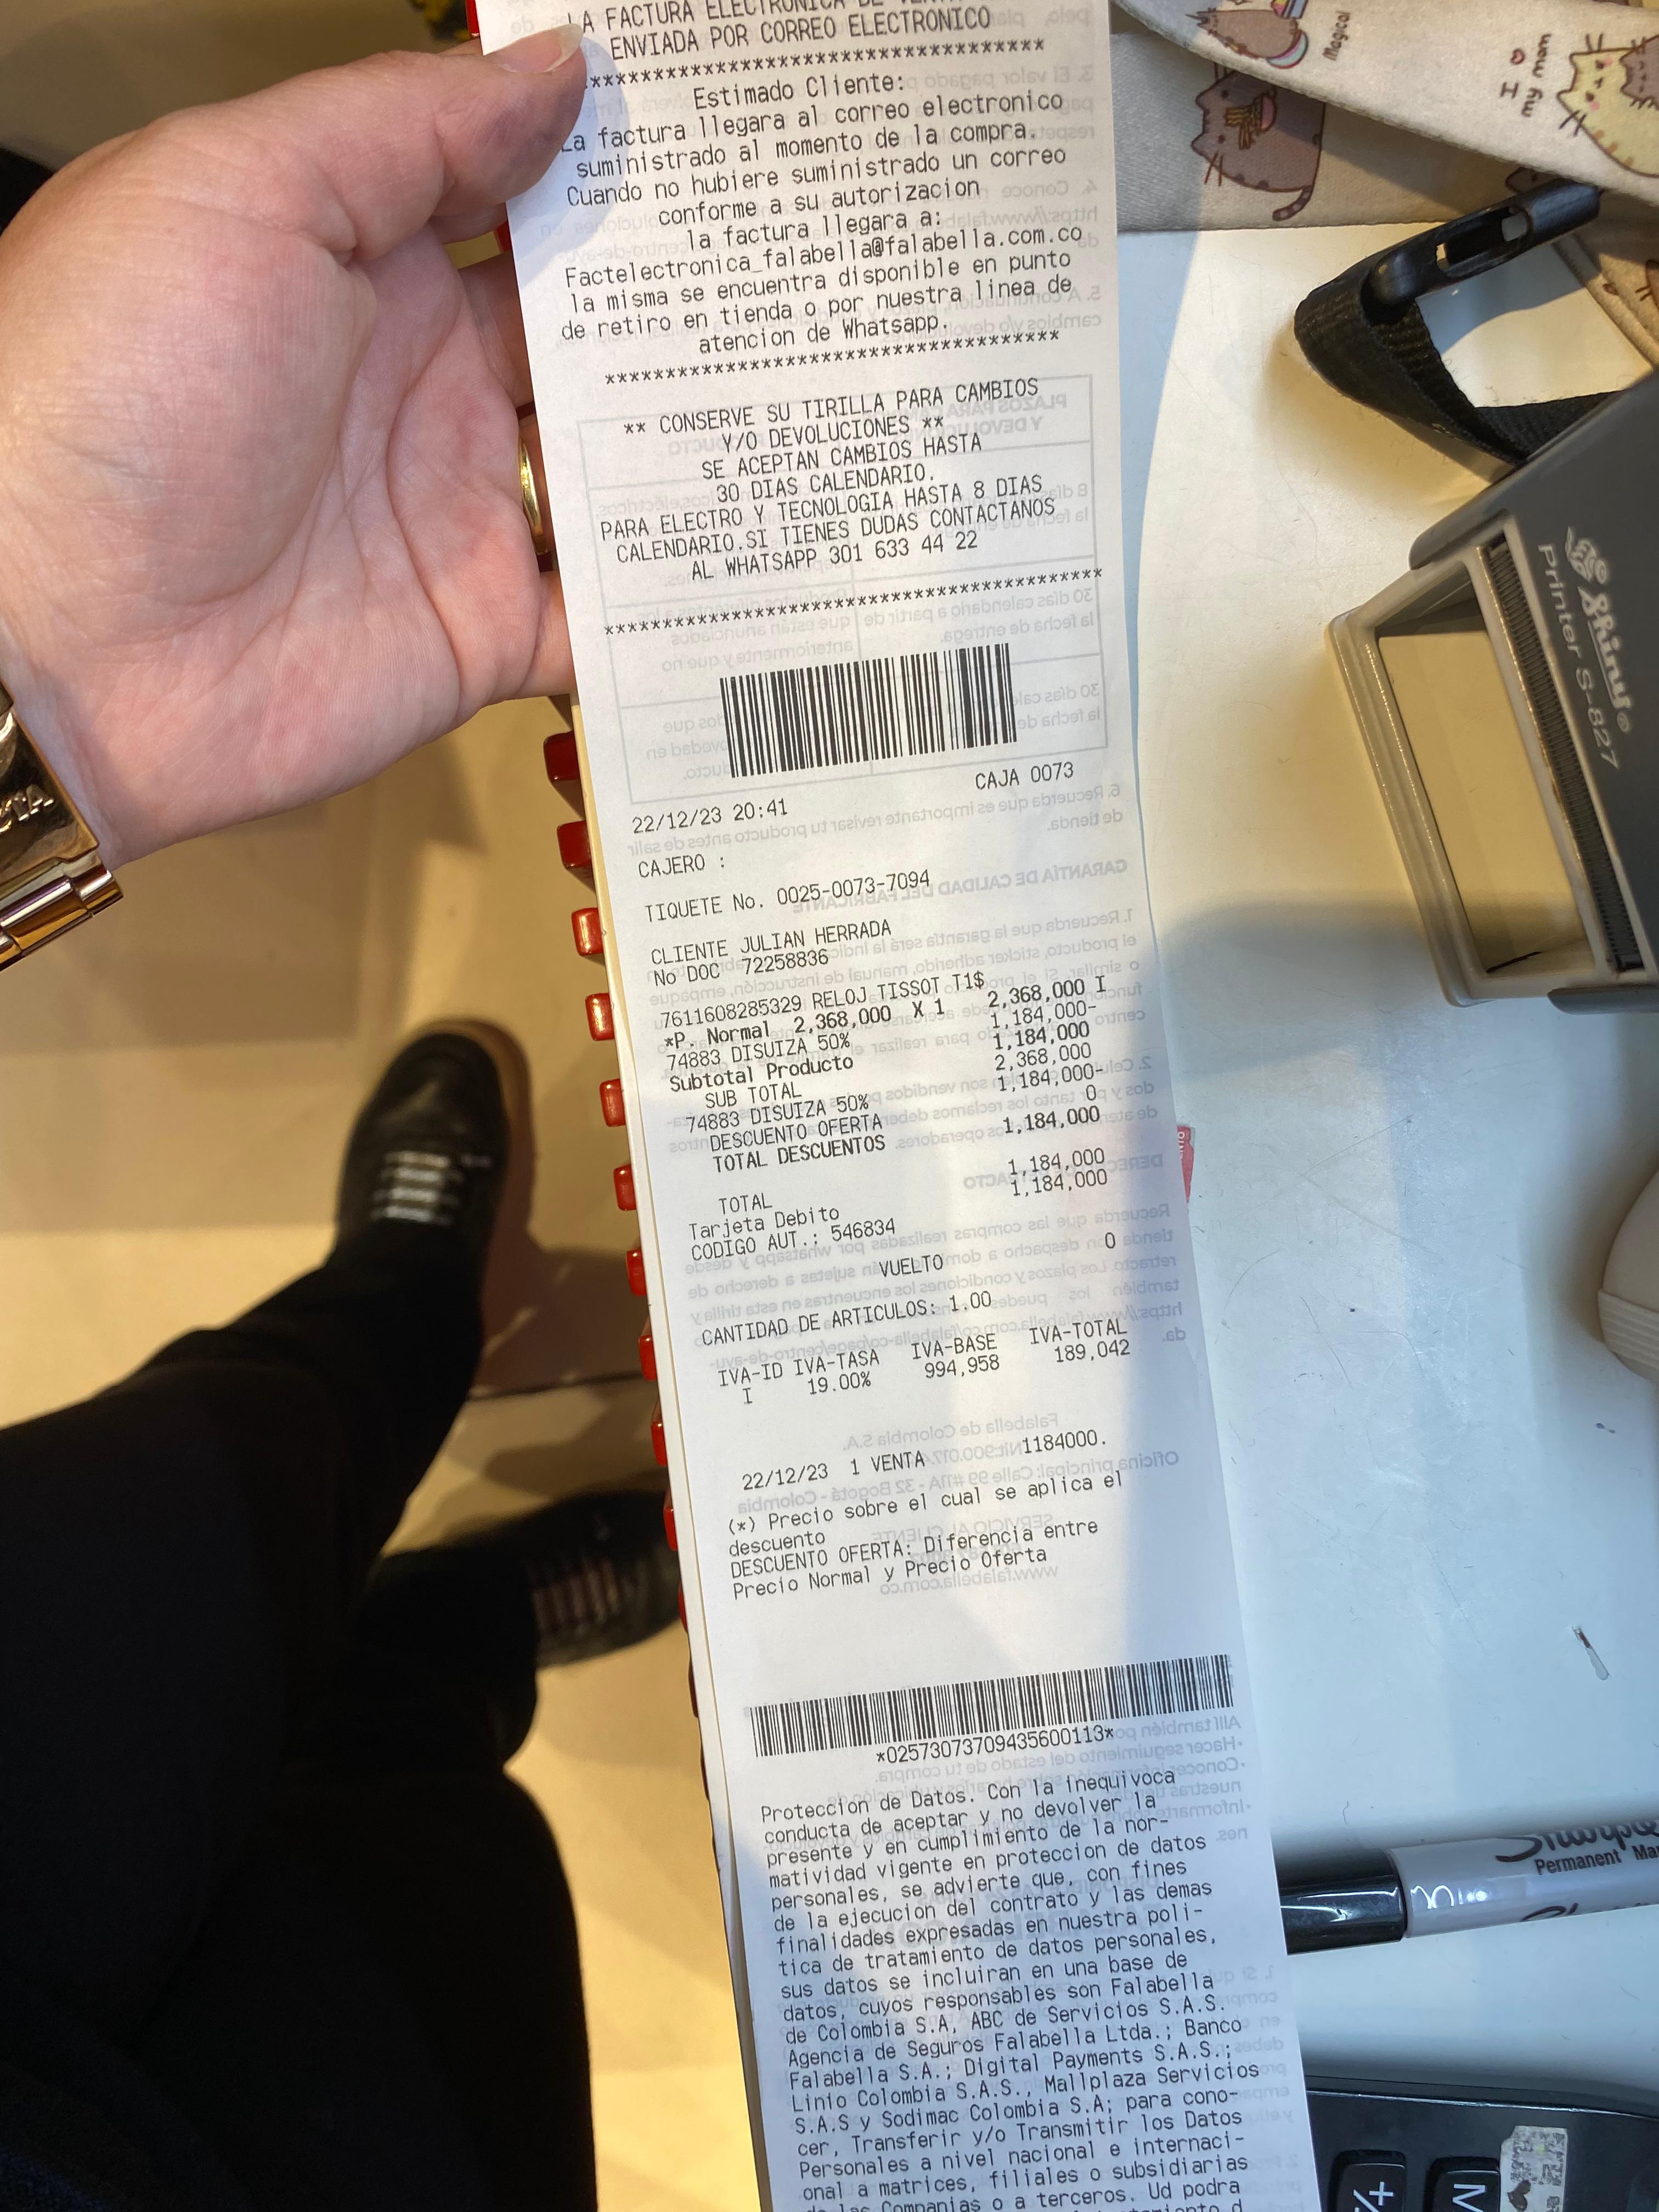 LA FACTURA ELECTRONICA DE
ENVIADA POR CORREO ELECTRONICO
************************************
Estimado Cliente:
La factura llegara al correo electronico
suministrado al momento de la compra.
Cuando no hubiere suministrado un correo
conforme a su autorizacion
la factura llegara a:
Factelectronica_falabella@falabella.com.co
la misma se encuentra disponible en punto
de retiro en tienda o por nuestra linea de
atencion de Whatsapp.
************************************
** CONSERVE SU TIRILLA PARA CAMBIOS
Y/O DEVOLUCIONES **
SE ACEPTAN CAMBIOS HASTA
30 DIAS CALENDARIO.
PARA ELECTRO Y TECNOLOGIA HASTA 8 DIAS
CALENDARIO.SI TIENES DUDAS CONTACTANOS
AL WHATSAPP 301 633 44 22
****************************************
22/12/23 20:41 CAJA 0073
CAJERO :
TIQUETE No. 0025-0073-7094
CLIENTE JULIAN HERRADA
No DOC 72258836
7611608285329 RELOJ TISSOT T1$
*P. Normal 2,368,000 X 1 2,368,000 I
74883 DISUIZA 50% 1,184,000-
Subtotal Producto 1,184,000
SUB TOTAL 2,368,000
74883 DISUIZA 50% 1,184,000-
DESCUENTO OFERTA 0
TOTAL DESCUENTOS 1,184,000
TOTAL 1,184,000
Tarjeta Debito 1,184,000
CODIGO AUT.: 546834
VUELTO 0
CANTIDAD DE ARTICULOS: 1.00
IVA-ID IVA-TASA IVA-BASE IVA-TOTAL
I 19.00% 994,958 189,042
22/12/23 1 VENTA 1184000.
(*) Precio sobre el cual se aplica el
descuento
DESCUENTO OFERTA: Diferencia entre
Precio Normal y Precio Oferta
*02573073709435600113*
Proteccion de Datos. Con la inequivoca
conducta de aceptar y no devolver la
presente y en cumplimiento de la nor-
matividad vigente en proteccion de datos
personales, se advierte que, con fines
de la ejecucion del contrato y las demas
finalidades expresadas en nuestra poli-
tica de tratamiento de datos personales,
sus datos se incluiran en una base de
datos, cuyos responsables son Falabella
de Colombia S.A, ABC de Servicios S.A.S.
Agencia de Seguros Falabella Ltda.; Banco
Falabella S.A.; Digital Payments S.A.S.;
Linio Colombia S.A.S., Mallplaza Servicios
S.A.S y Sodimac Colombia S.A; para cono-
cer, Transferir y/o Transmitir los Datos
Personales a nivel nacional e internaci-
onal a matrices, filiales o subsidiarias
de las Companias o a terceros. Ud podra
Magical
I
my mom
Shiny
Printer S-827
Sharpie
Permanent
+/-
M